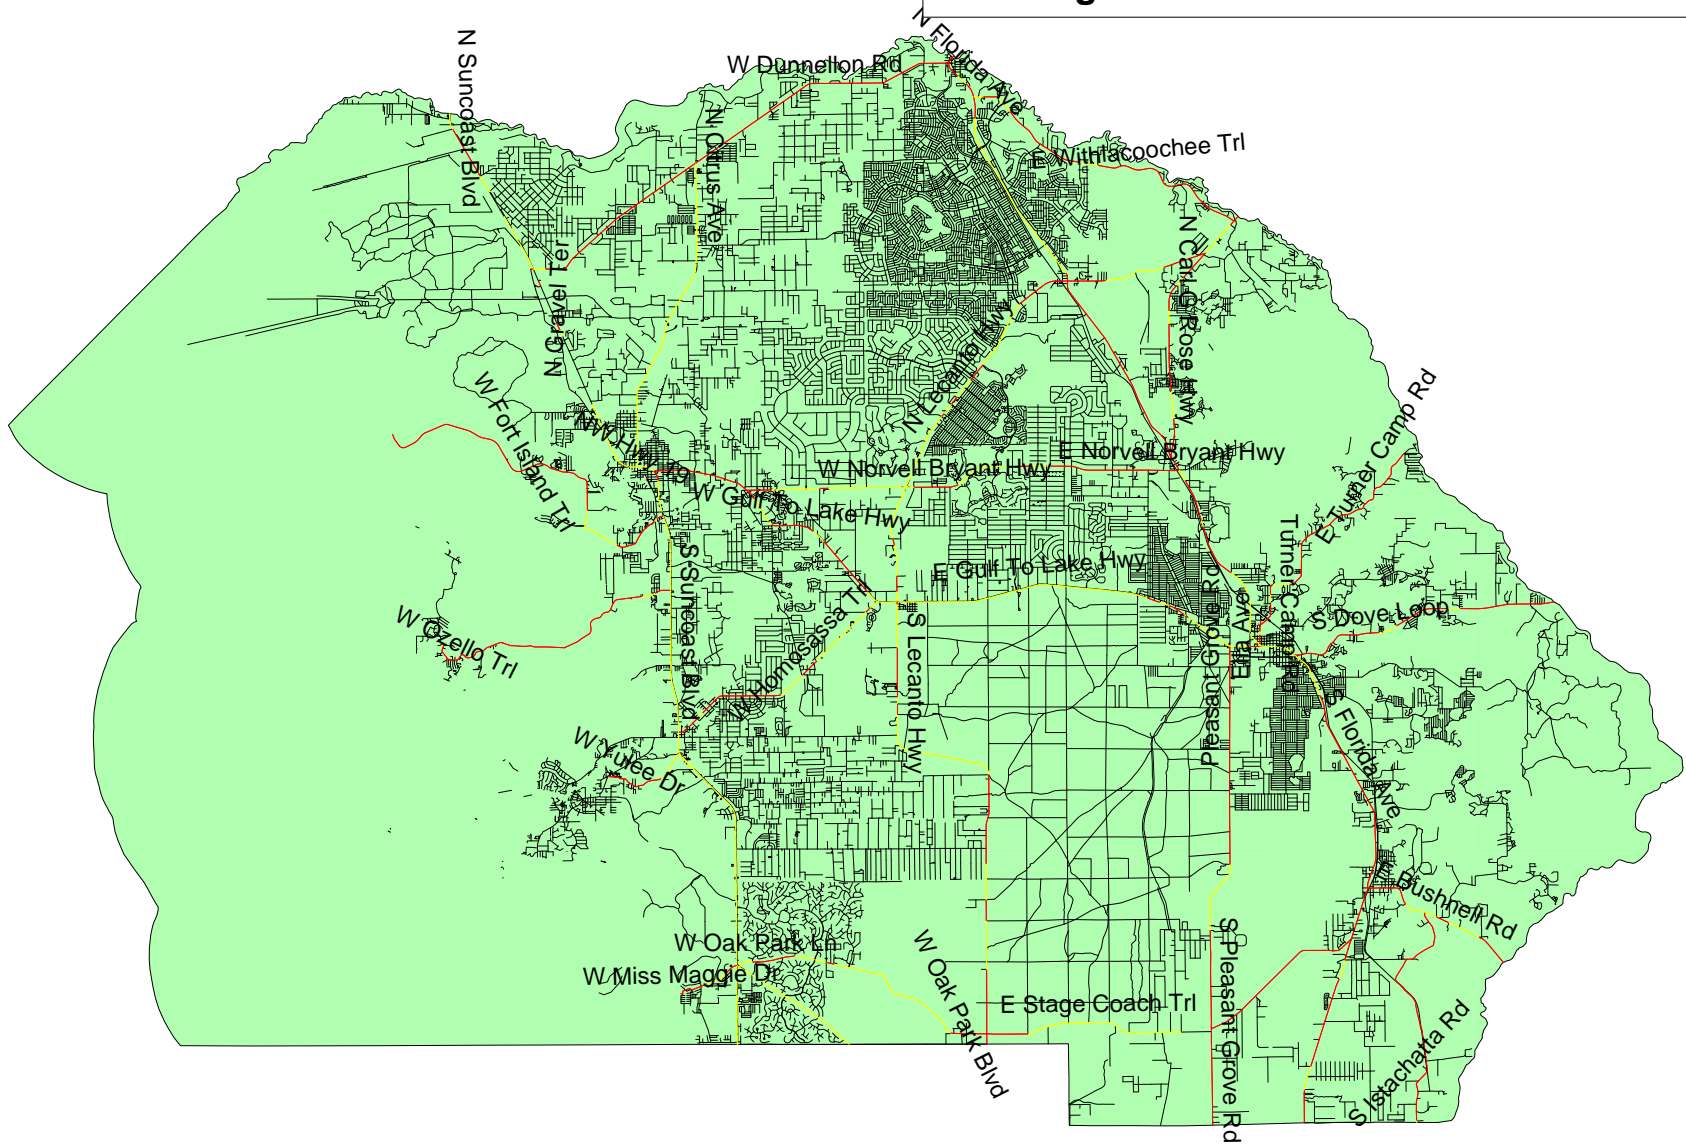 N Florida Ave
N Suncoast Blvd
W Dunnellon Rd
N Citrus Ave
E Withlacoochee Trl
N Gravel Ter
N Carl G Rose Hwy
N Lecanto Hwy
W Fort Island Trl
E Turner Camp Rd
E Norvell Bryant Hwy
W Norvell Bryant Hwy
W Gulf To Lake Hwy
E Gulf To Lake Hwy
Turner Camp Rd
S Suncoast Blvd
Pleasant Grove Rd
Ella Ave
S Dove Loop
W Ozello Trl
W Homosassa Trl
S Lecanto Hwy
S Florida Ave
W Yulee Dr
E Bushnell Rd
W Oak Park Ln
W Miss Maggie Dr
W Oak Park Blvd
S Pleasant Grove Rd
E Stage Coach Trl
S Istachatta Rd